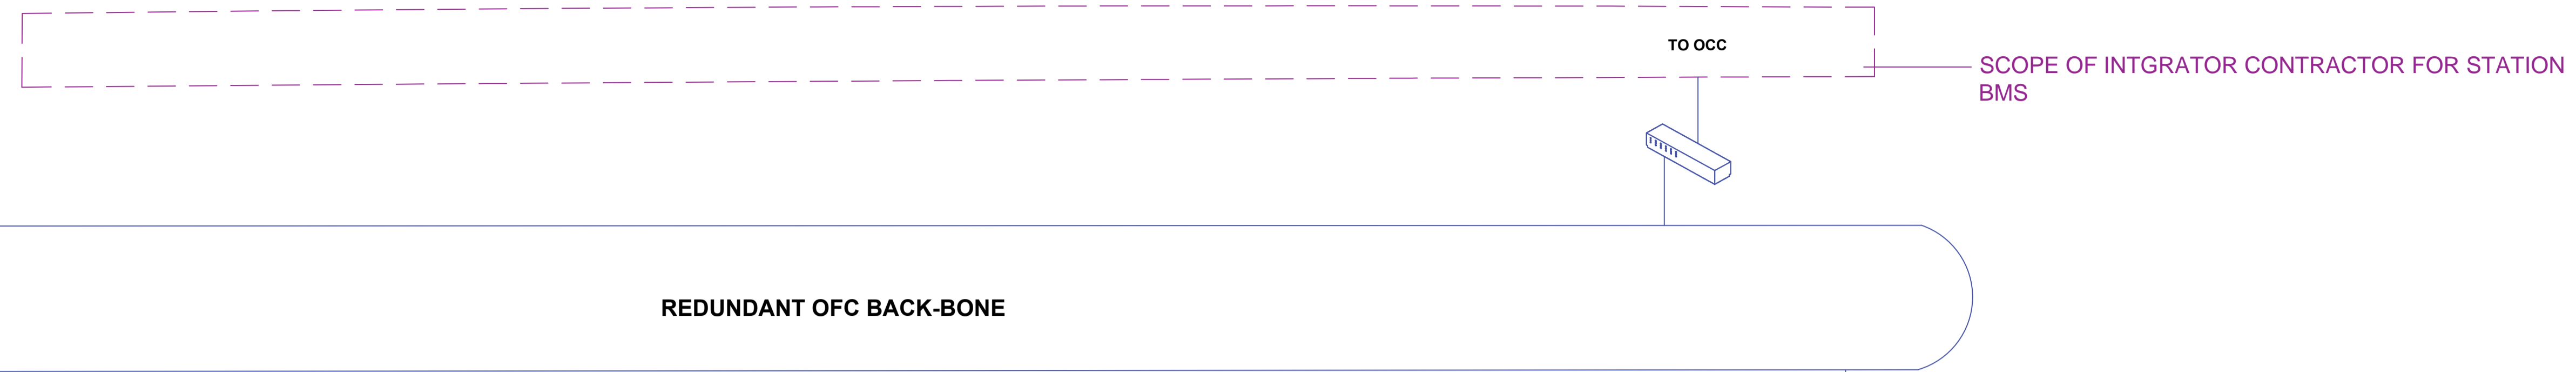 TO OCC
SCOPE OF INTGRATOR CONTRACTOR FOR STATION
BMS
REDUNDANT OFC BACK-BONE